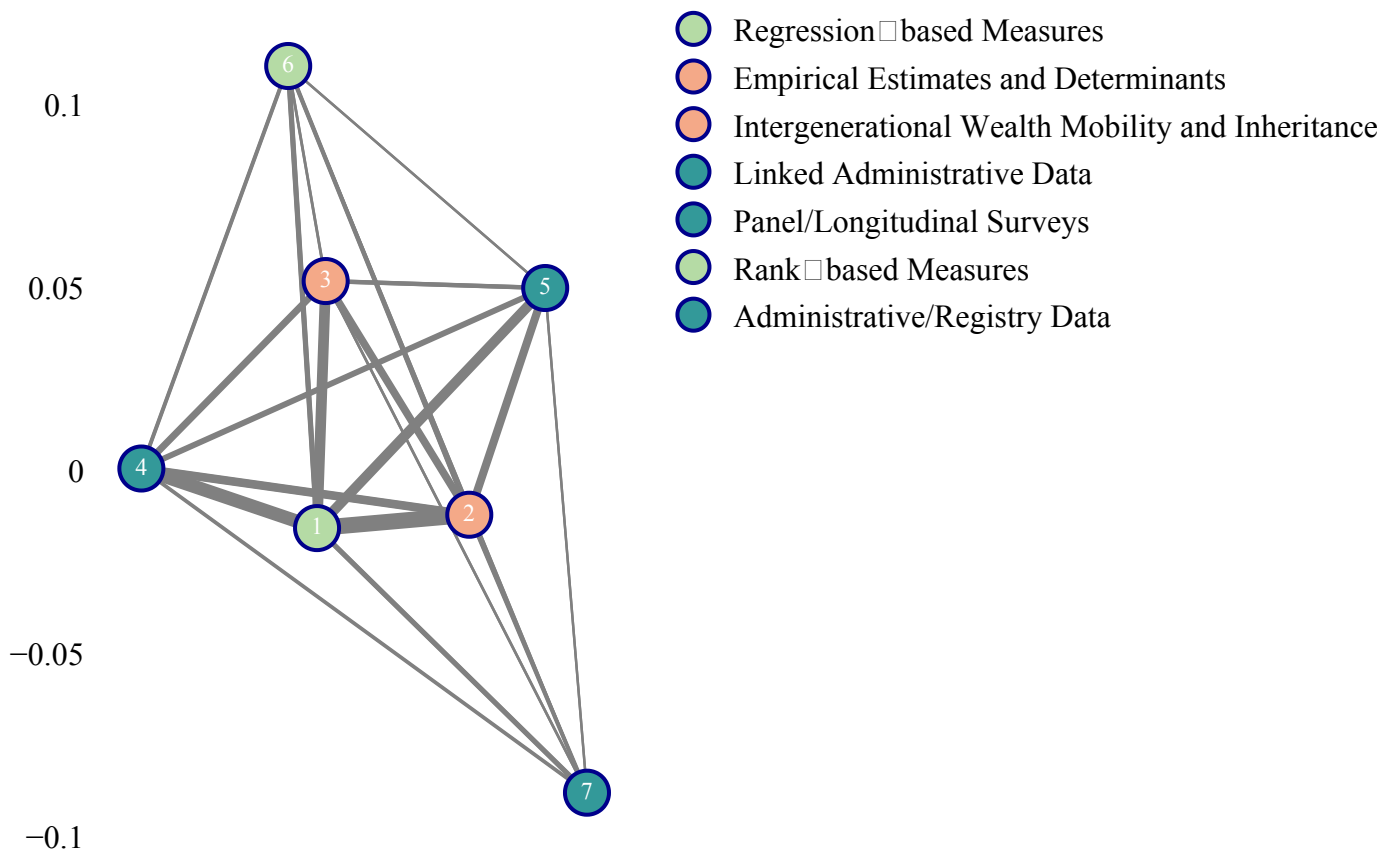 0.1
0.05
0
−0.05
−0.1
6
3
5
4
1
2
7
Regression□based Measures
Empirical Estimates and Determinants
Intergenerational Wealth Mobility and Inheritance
Linked Administrative Data
Panel/Longitudinal Surveys
Rank□based Measures
Administrative/Registry Data